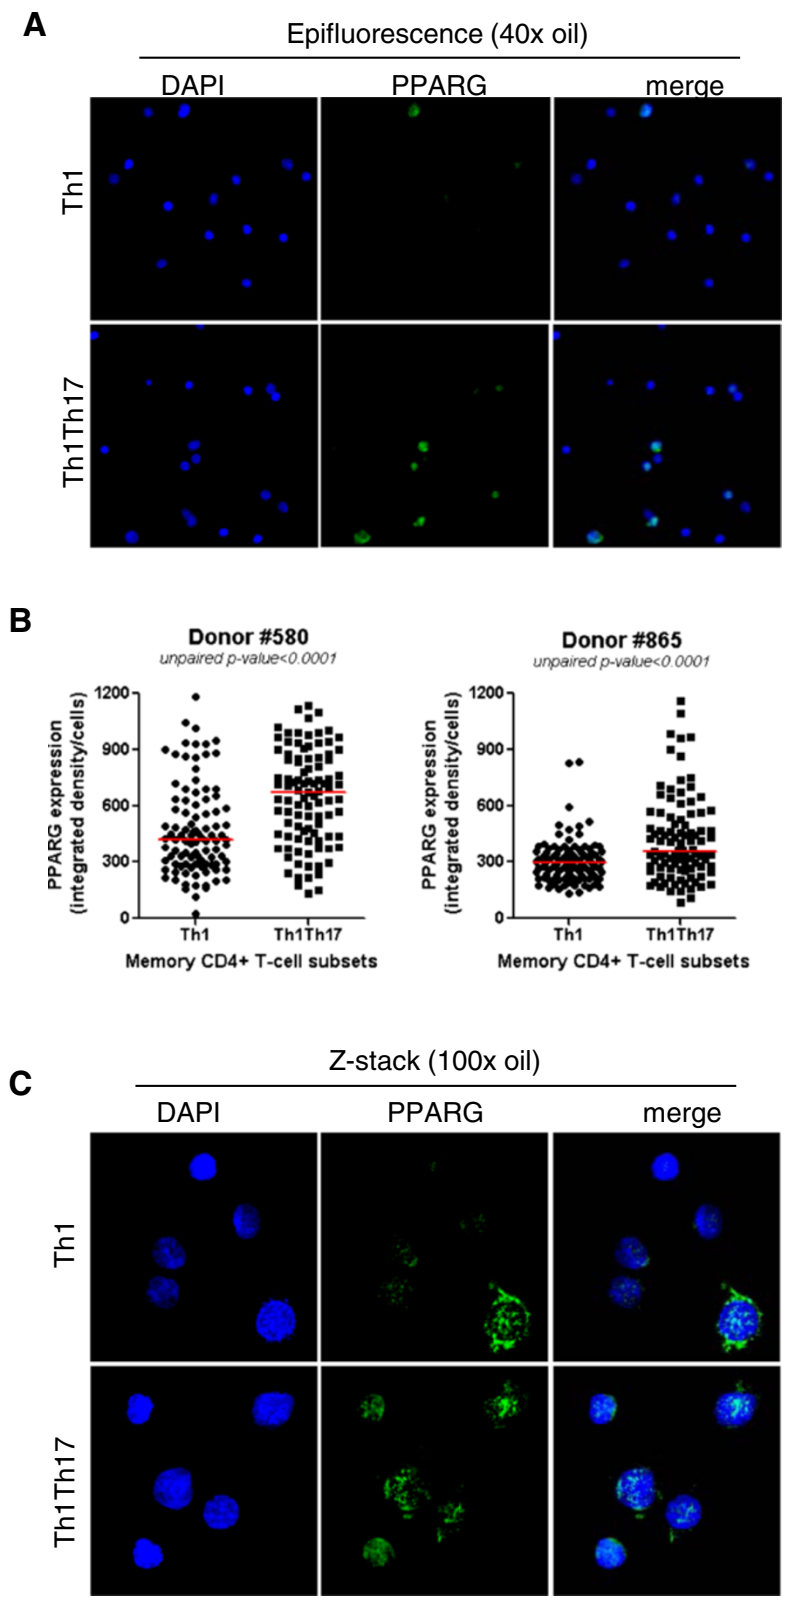 A
Epifluorescence (40x oil)
DAPI PPARG merge
Th1
Th1Th17
B
Donor #580
unpaired p-value<0.0001
PPARG expression
(integrated density/cells)
1200
900
600
300
0
Th1 Th1Th17
Memory CD4+ T-cell subsets
Donor #865
unpaired p-value<0.0001
PPARG expression
(integrated density/cells)
1200
900
600
300
0
Th1 Th1Th17
Memory CD4+ T-cell subsets
C
Z-stack (100x oil)
DAPI PPARG merge
Th1
Th1Th17